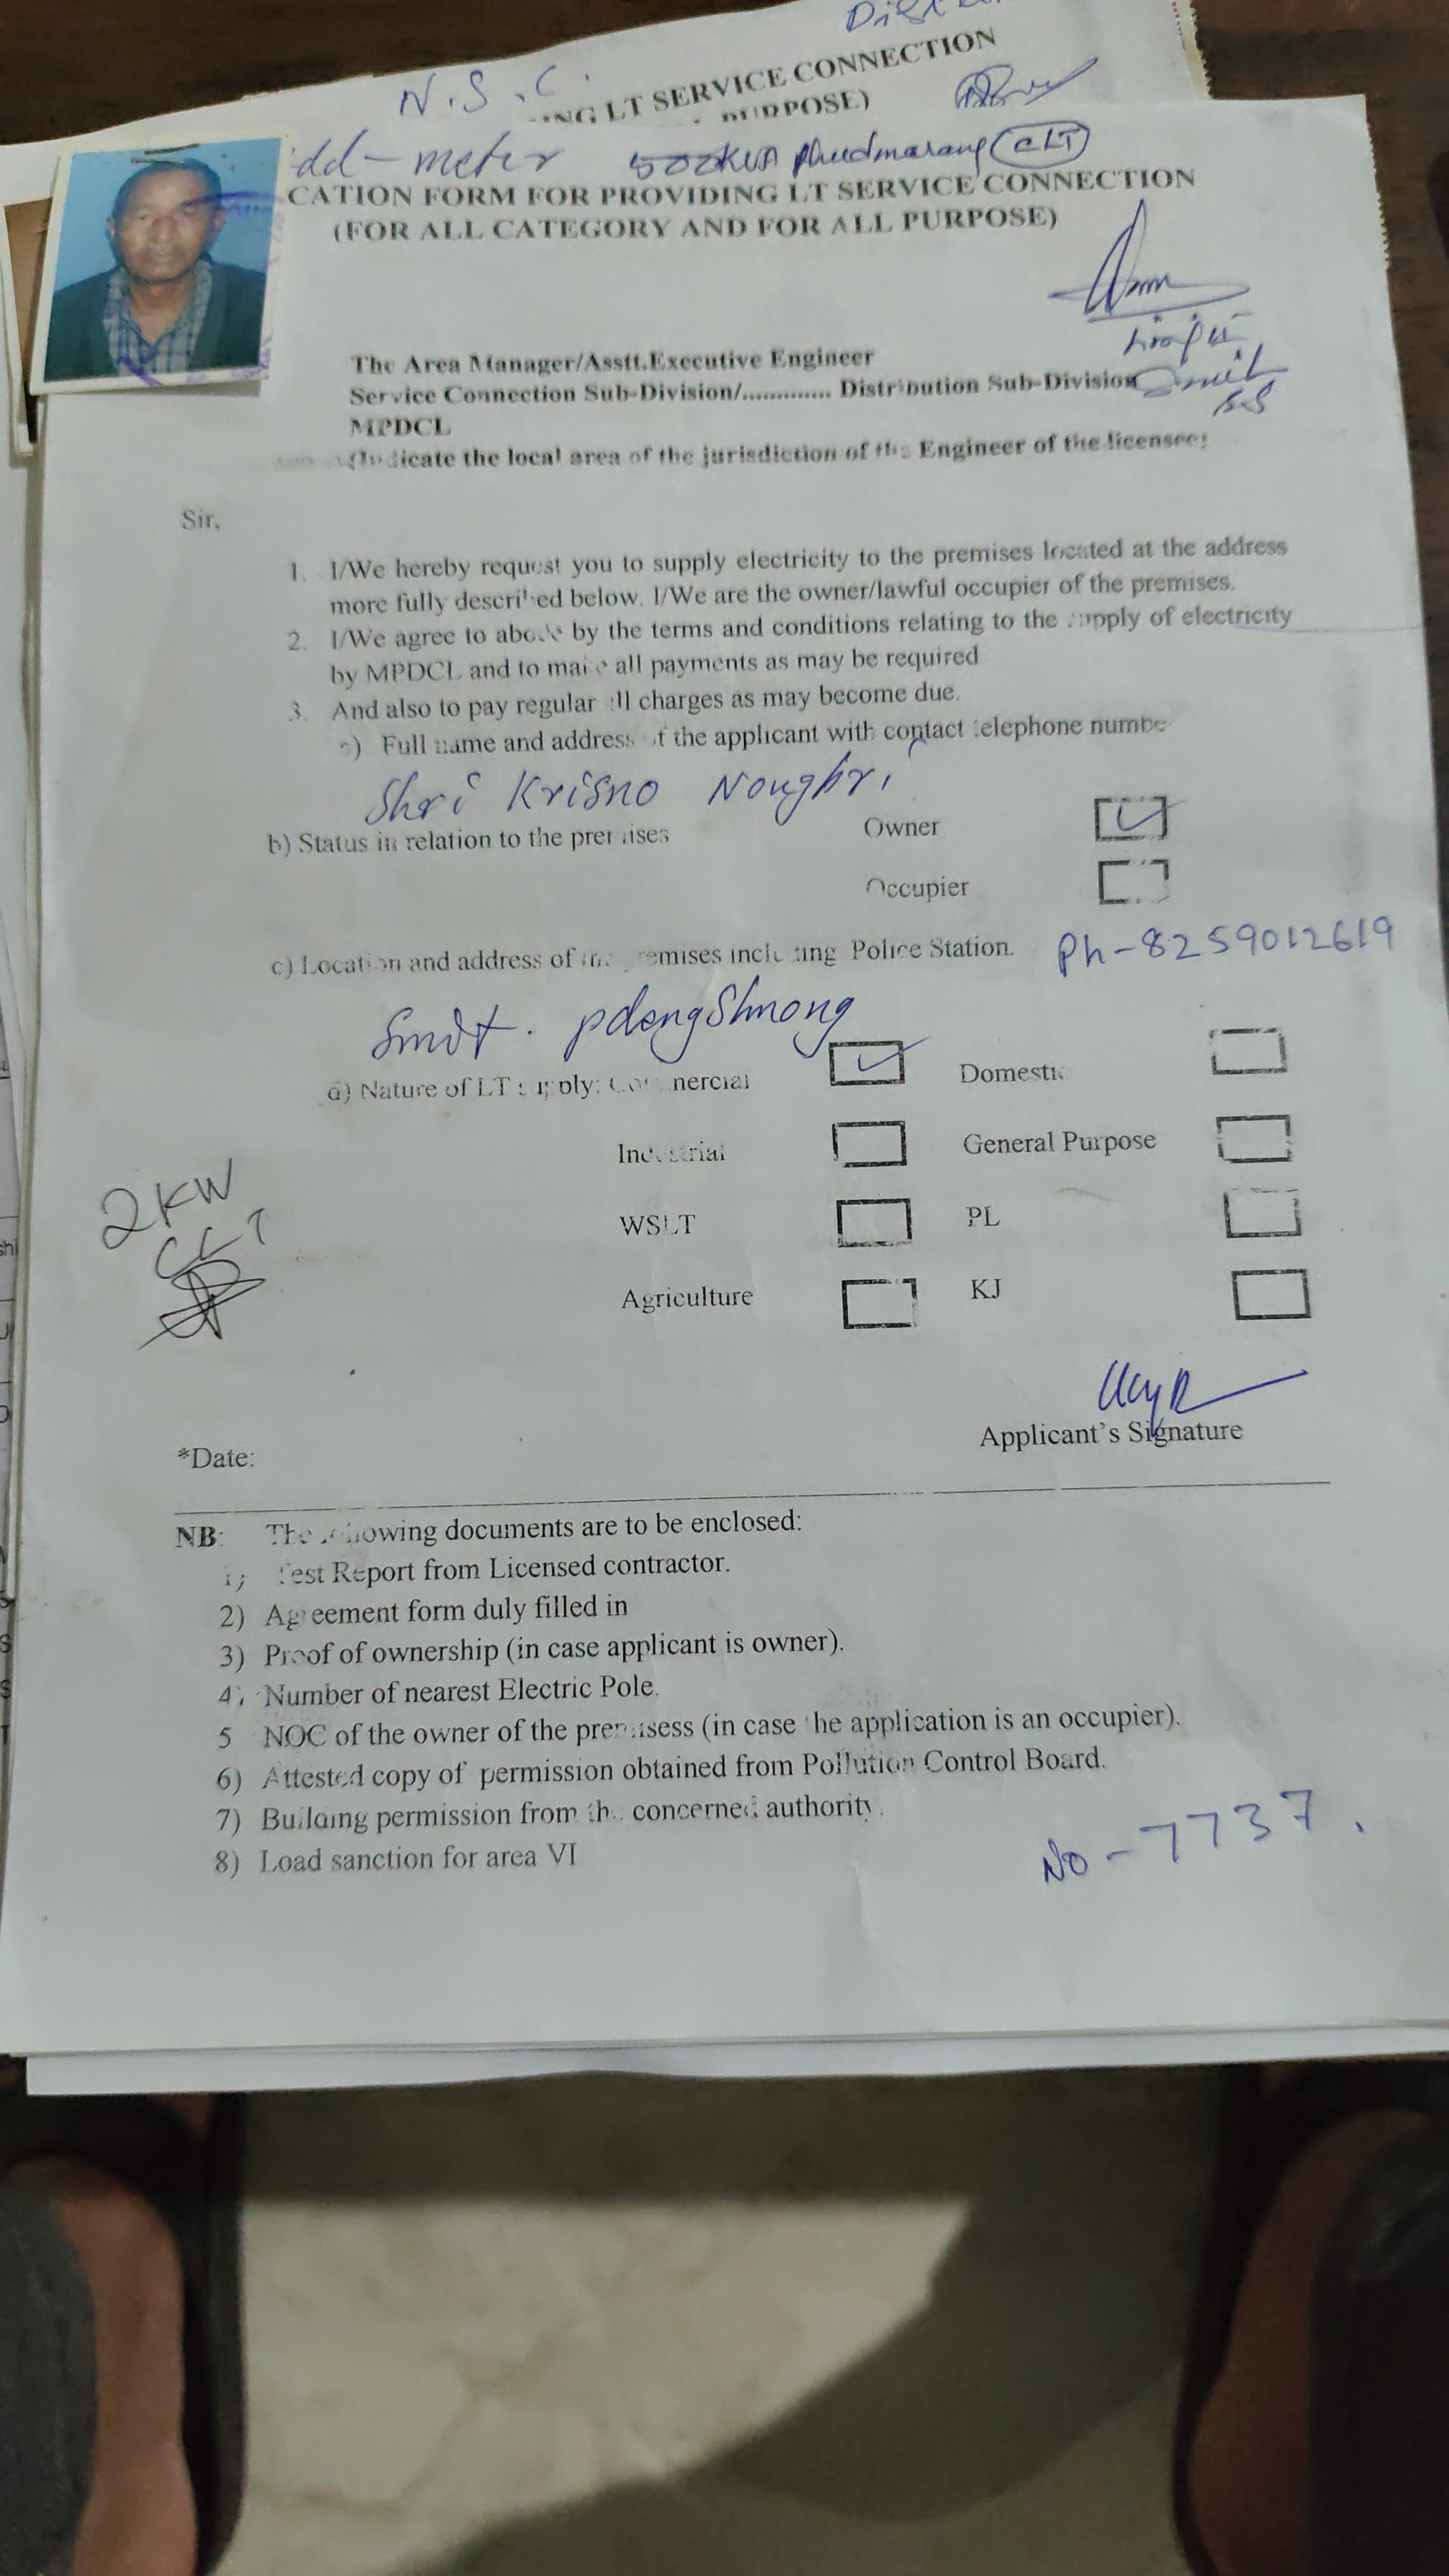 N.S.C.
LT SERVICE CONNECTION
PURPOSE)
dd-meter 500KVA phudmarang CLT
CATION FORM FOR PROVIDING LT SERVICE CONNECTION
(FOR ALL CATEGORY AND FOR ALL PURPOSE)
The Area Manager/Asstt.Executive Engineer
Service Connection Sub-Division/............. Distribution Sub-Division
MPDCL
(Indicate the local area of the jurisdiction of the Engineer of the licensee)
Sir,
1. I/We hereby request you to supply electricity to the premises located at the address
more fully described below. I/We are the owner/lawful occupier of the premises.
2. I/We agree to abode by the terms and conditions relating to the supply of electricity
by MPDCL and to make all payments as may be required
3. And also to pay regular all charges as may become due.
a) Full name and address of the applicant with contact telephone numbe
Shri Krisno Nongbri
b) Status in relation to the premises Owner
Occupier
c) Location and address of the premises including Police Station. Ph-8259012619
Smit. pdengShnong
d) Nature of LT supply: Commercial Domestic
Industrial General Purpose
2KW
CLT
WSLT PL
Agriculture KJ
Applicant's Signature
*Date:
NB: The following documents are to be enclosed:
1) Test Report from Licensed contractor.
2) Agreement form duly filled in
3) Proof of ownership (in case applicant is owner).
4) Number of nearest Electric Pole.
5 NOC of the owner of the premisess (in case the application is an occupier).
6) Attested copy of permission obtained from Pollution Control Board.
7) Building permission from the concerned authority.
8) Load sanction for area VI
No-7737.